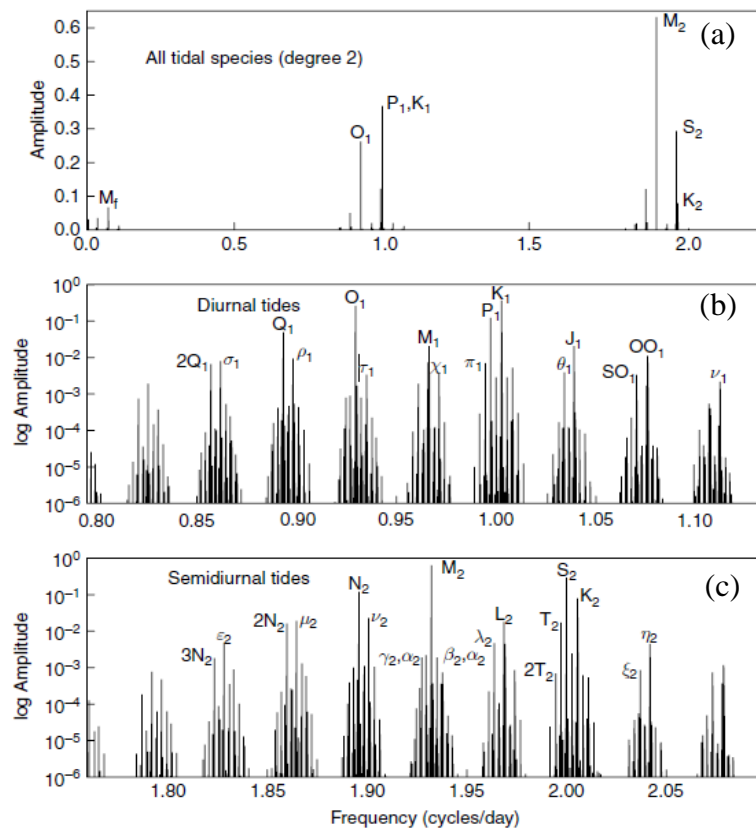 (a)
All tidal species (degree 2)
Amplitude
0.6
0.5
0.4
0.3
0.2
0.1
0.0
M₂
P₁,K₁
O₁
S₂
K₂
M_f
0.0 0.5 1.0 1.5 2.0
(b)
Diurnal tides
log Amplitude
10⁰
10⁻¹
10⁻²
10⁻³
10⁻⁴
10⁻⁵
10⁻⁶
2Q₁ σ₁ Q₁ ρ₁ O₁ τ₁ M₁ χ₁ π₁ P₁ K₁ θ₁ J₁ SO₁ OO₁ ν₁
0.80 0.85 0.90 0.95 1.00 1.05 1.10
(c)
Semidiurnal tides
log Amplitude
10⁰
10⁻¹
10⁻²
10⁻³
10⁻⁴
10⁻⁵
10⁻⁶
3N₂ ε₂ 2N₂ μ₂ N₂ ν₂ γ₂,α₂ M₂ β₂,α₂ λ₂ L₂ 2T₂ T₂ S₂ K₂ ξ₂ η₂
1.80 1.85 1.90 1.95 2.00 2.05
Frequency (cycles/day)